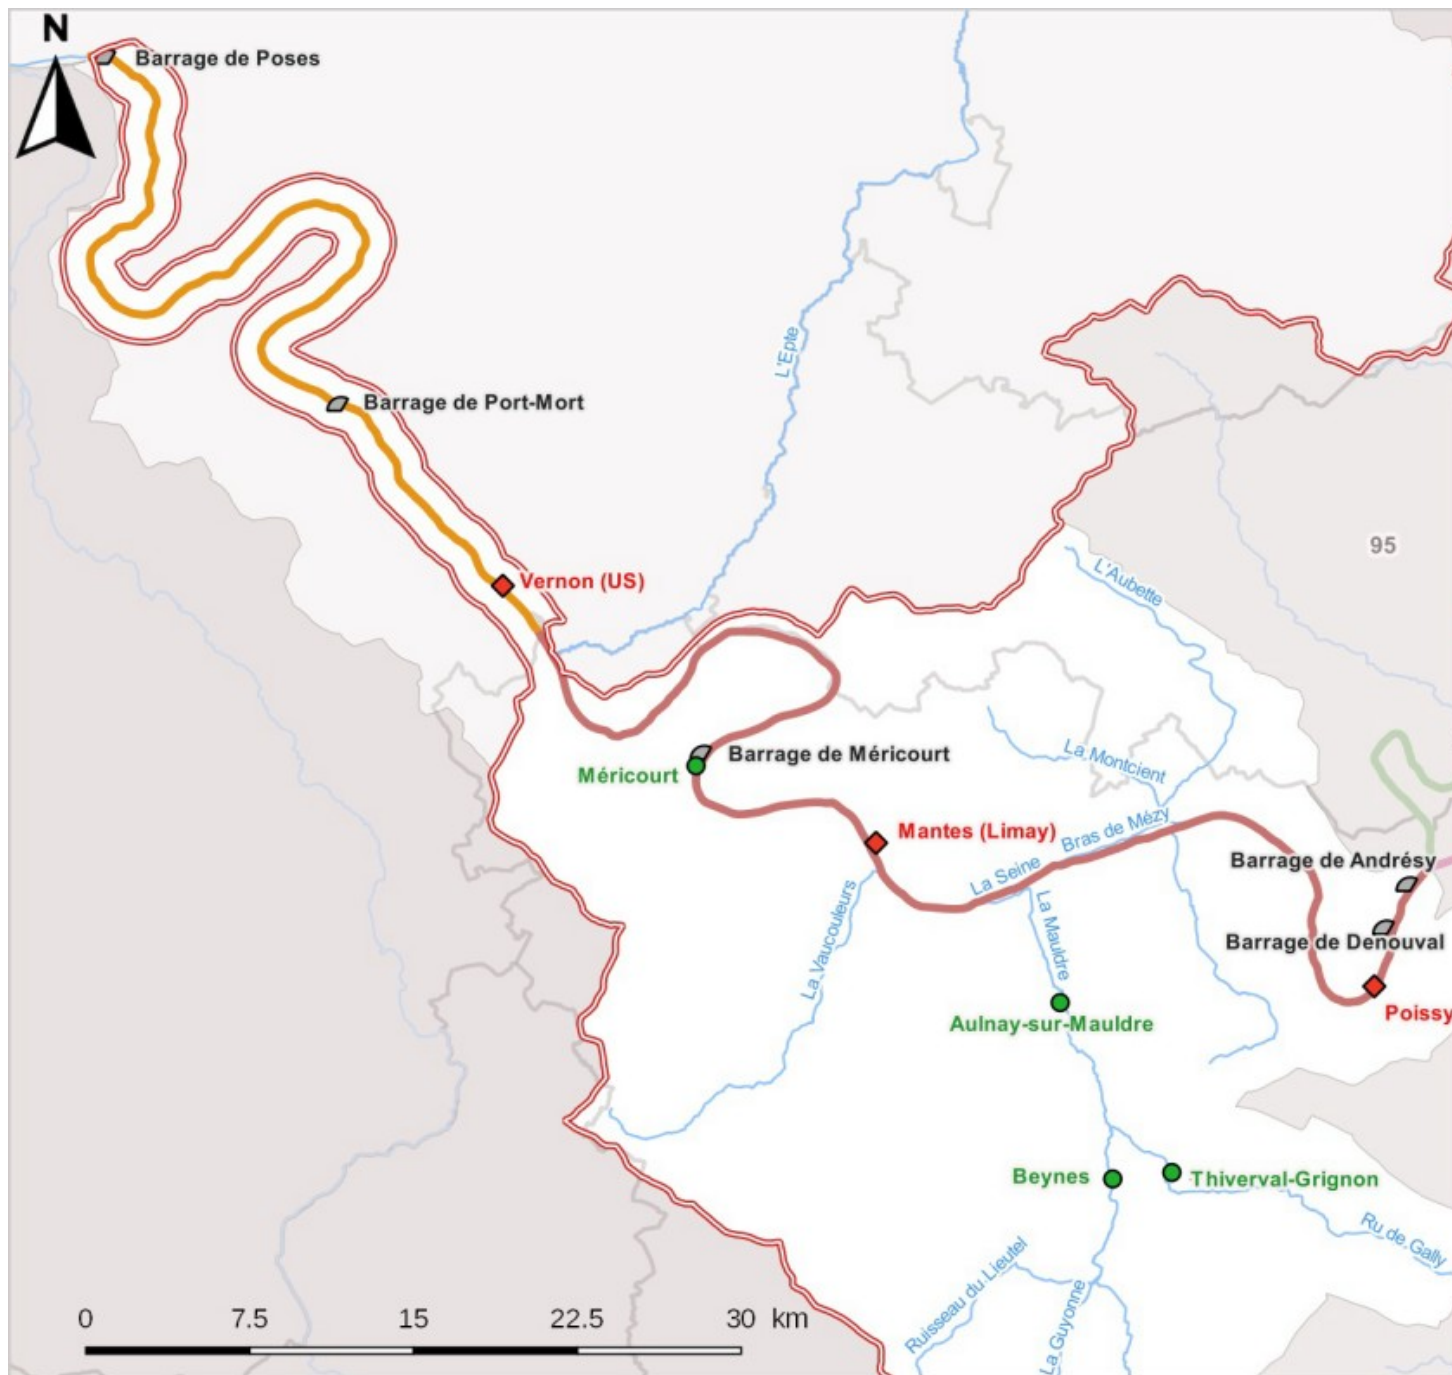 N
Barrage de Poses
L'Epte
Barrage de Port-Mort
95
Vernon (US)
L'Aubette
La Montcient
Barrage de Méricourt
Méricourt
Mantes (Limay)
Bras de Mézy
La Seine
Barrage de Andrésy
La Vaucouleurs
La Mauldre
Barrage de Denouval
Poissy
Aulnay-sur-Mauldre
Beynes
Thiverval-Grignon
Ru de Gally
Ruisseau du Lieutel
La Guyonne
0 7.5 15 22.5 30 km